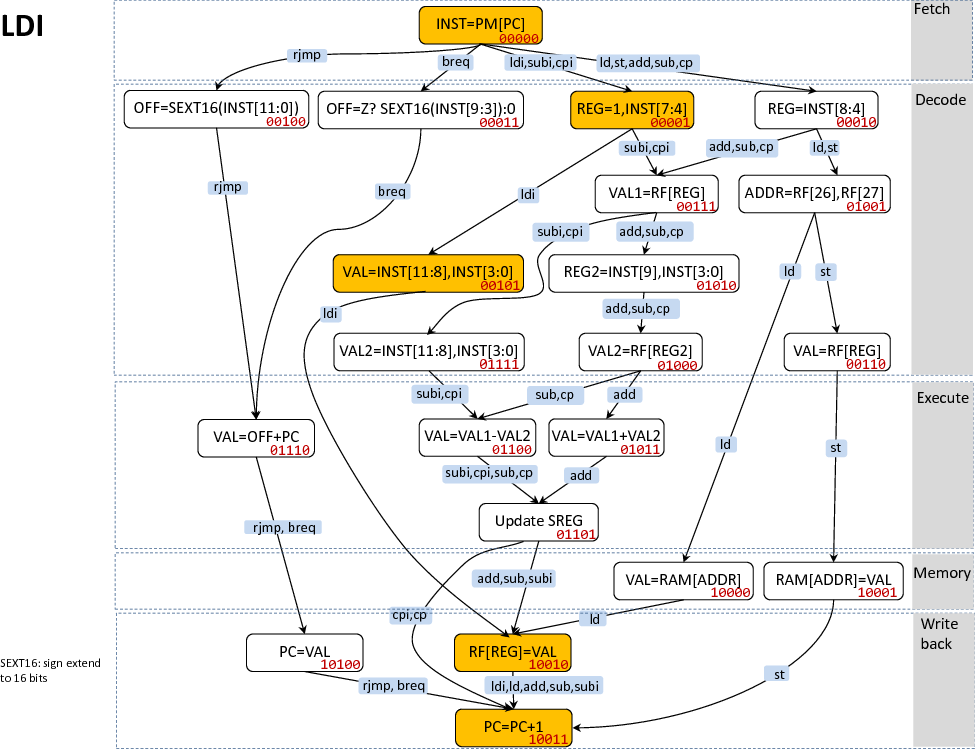 LDI
Fetch
INST=PM[PC]
00000
rjmp
breq
ldi,subi,cpi
ld,st,add,sub,cp
Decode
OFF=SEXT16(INST[11:0])
00100
OFF=Z? SEXT16(INST[9:3]):0
00011
REG=1,INST[7:4]
00001
REG=INST[8:4]
00010
subi,cpi
add,sub,cp
ld,st
rjmp
breq
ldi
VAL1=RF[REG]
00111
ADDR=RF[26],RF[27]
01001
subi,cpi
add,sub,cp
VAL=INST[11:8],INST[3:0]
00101
REG2=INST[9],INST[3:0]
01010
ld
st
ldi
add,sub,cp
VAL2=INST[11:8],INST[3:0]
01111
VAL2=RF[REG2]
01000
VAL=RF[REG]
00110
Execute
subi,cpi
sub,cp
add
VAL=OFF+PC
01110
VAL=VAL1-VAL2
01100
VAL=VAL1+VAL2
01011
ld
st
subi,cpi,sub,cp
add
rjmp, breq
Update SREG
01101
Memory
add,sub,subi
VAL=RAM[ADDR]
10000
RAM[ADDR]=VAL
10001
cpi,cp
ld
Write
back
SEXT16: sign extend
to 16 bits
PC=VAL
10100
RF[REG]=VAL
10010
rjmp, breq
ldi,ld,add,sub,subi
st
PC=PC+1
10011